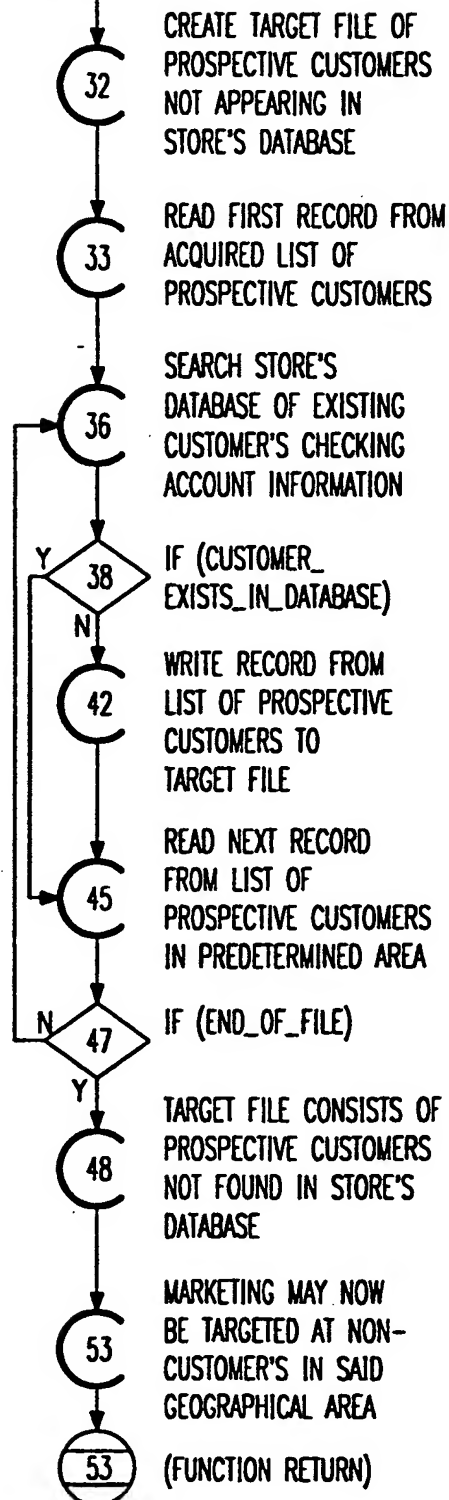 CREATE TARGET FILE OF
PROSPECTIVE CUSTOMERS
NOT APPEARING IN
STORE'S DATABASE
32
READ FIRST RECORD FROM
ACQUIRED LIST OF
PROSPECTIVE CUSTOMERS
33
SEARCH STORE'S
DATABASE OF EXISTING
CUSTOMER'S CHECKING
ACCOUNT INFORMATION
36
Y
38
N
IF (CUSTOMER_
EXISTS_IN_DATABASE)
WRITE RECORD FROM
LIST OF PROSPECTIVE
CUSTOMERS TO
TARGET FILE
42
READ NEXT RECORD
FROM LIST OF
PROSPECTIVE CUSTOMERS
IN PREDETERMINED AREA
45
N
47
Y
IF (END_OF_FILE)
TARGET FILE CONSISTS OF
PROSPECTIVE CUSTOMERS
NOT FOUND IN STORE'S
DATABASE
48
MARKETING MAY NOW
BE TARGETED AT NON-
CUSTOMER'S IN SAID
GEOGRAPHICAL AREA
53
53
(FUNCTION RETURN)